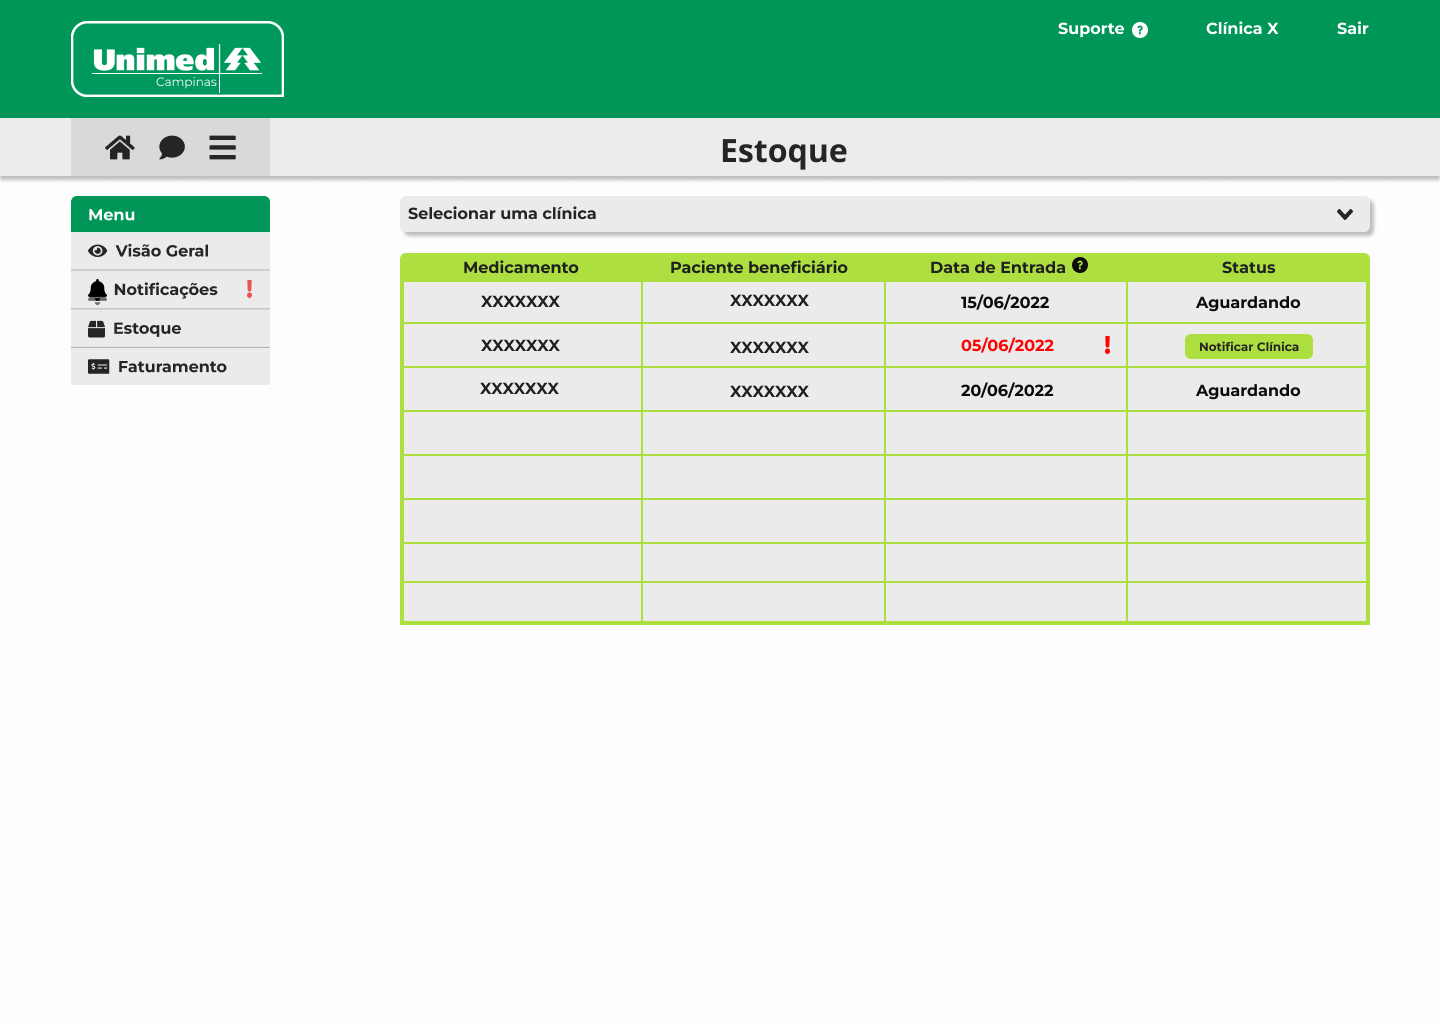 Suporte ?
Clínica X
Sair
Unimed
Campinas
Estoque
Menu
Visão Geral
Notificações !
Estoque
Faturamento
Selecionar uma clínica
Medicamento Paciente beneficiário Data de Entrada ? Status
XXXXXXX XXXXXXX 15/06/2022 Aguardando
XXXXXXX XXXXXXX 05/06/2022 ! Notificar Clínica
XXXXXXX XXXXXXX 20/06/2022 Aguardando